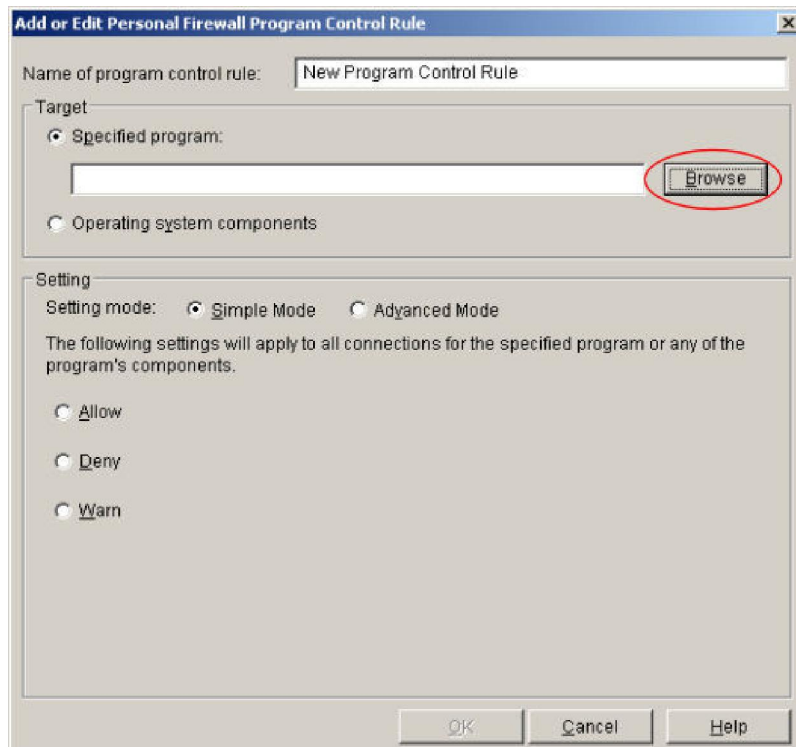 Add or Edit Personal Firewall Program Control Rule
Name of program control rule: New Program Control Rule
Target
Specified program:
Browse
Operating system components
Setting
Setting mode: Simple Mode Advanced Mode
The following settings will apply to all connections for the specified program or any of the
program's components.
Allow
Deny
Warn
OK Cancel Help